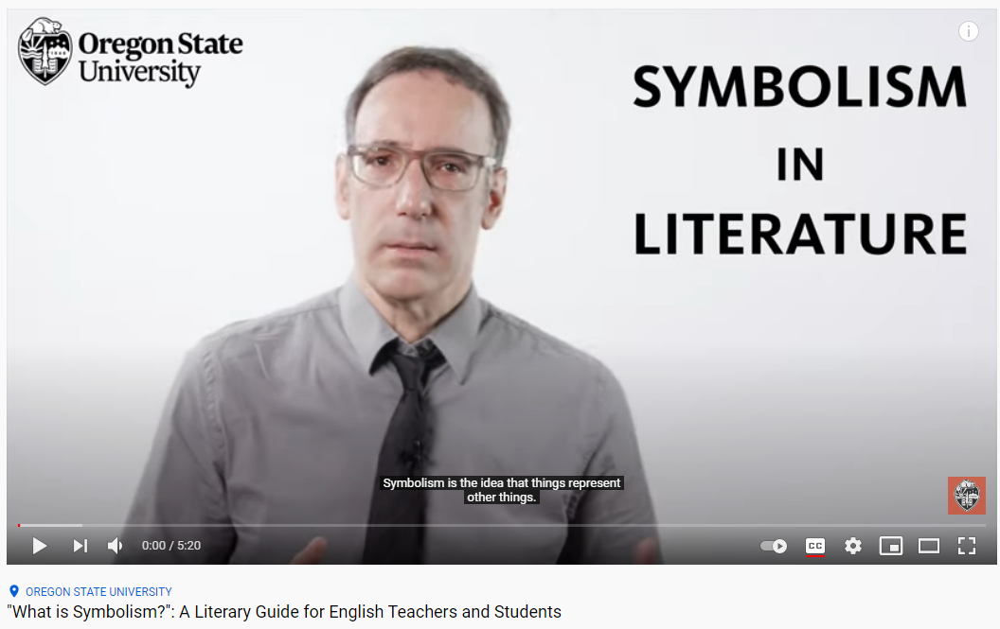 Oregon State
University
SYMBOLISM
IN
LITERATURE
Symbolism is the idea that things represent
other things.
0:00 / 5:20
CC
OREGON STATE UNIVERSITY
"What is Symbolism?": A Literary Guide for English Teachers and Students